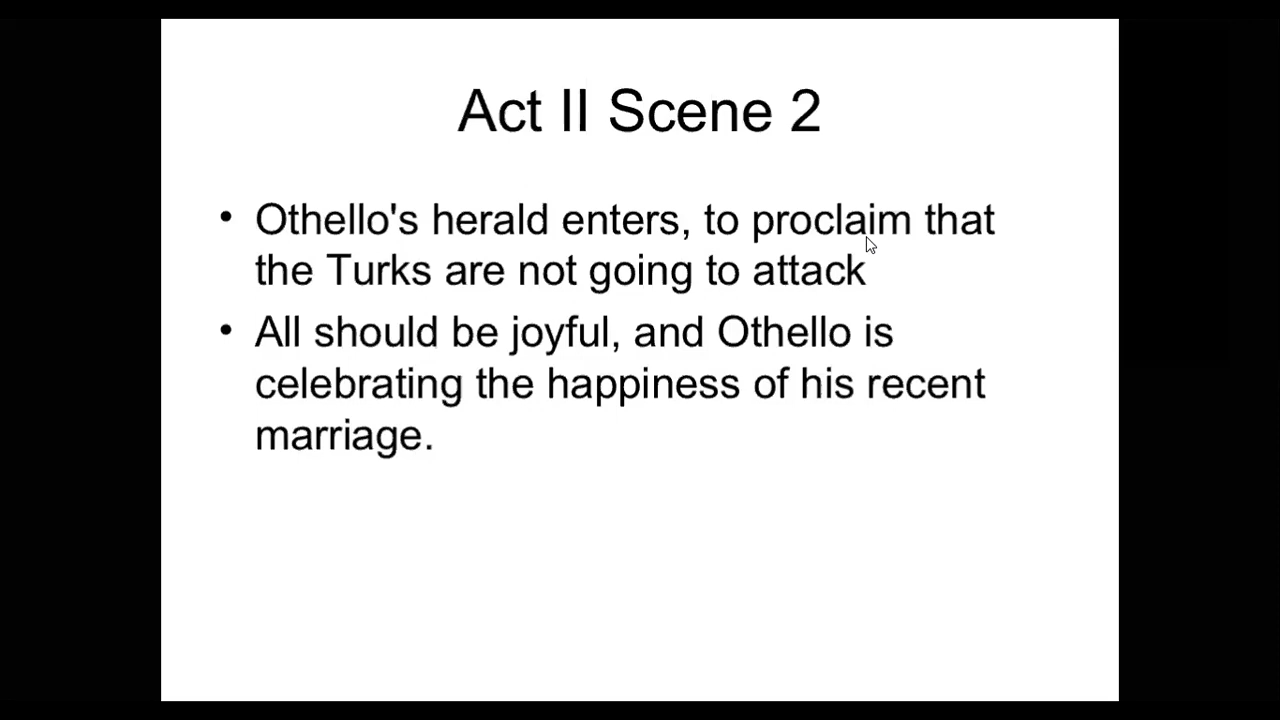 Act II Scene 2
• Othello's herald enters, to proclaim that
the Turks are not going to attack
• All should be joyful, and Othello is
celebrating the happiness of his recent
marriage.